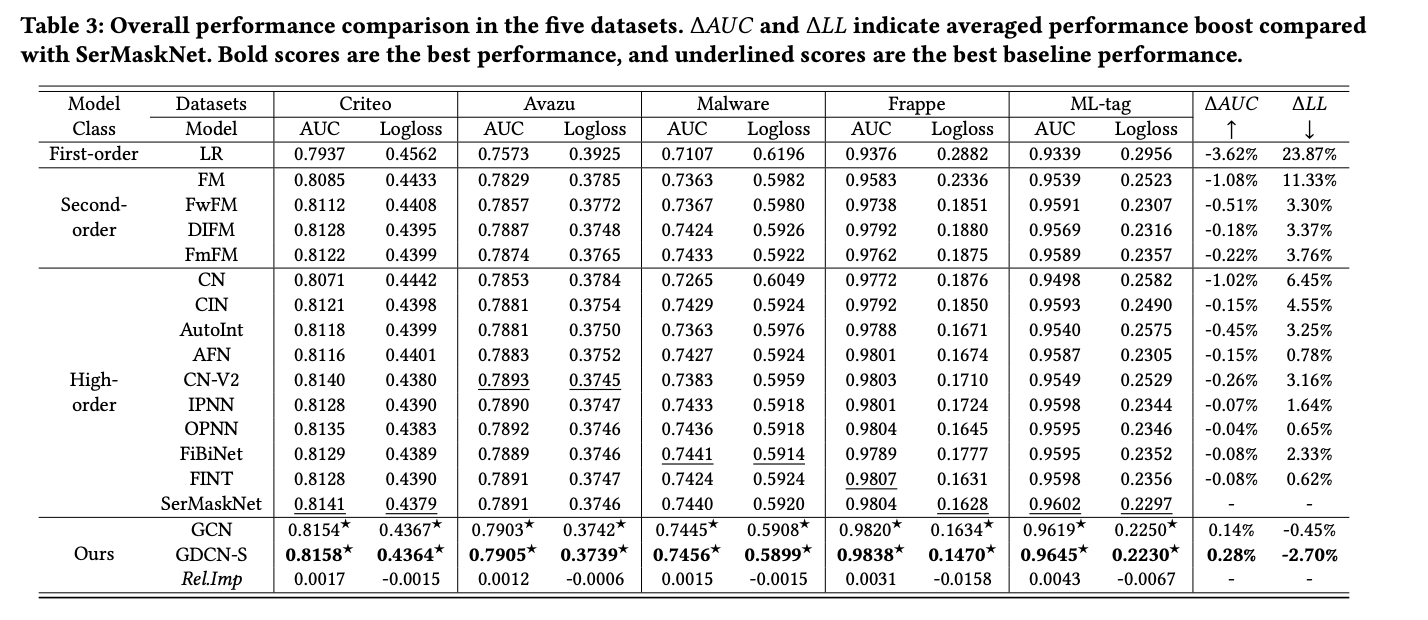 Table 3: Overall performance comparison in the five datasets. ΔAUC and ΔLL indicate averaged performance boost compared
with SerMaskNet. Bold scores are the best performance, and underlined scores are the best baseline performance.
Model Datasets Criteo Avazu Malware Frappe ML-tag ΔAUC ΔLL
Class Model AUC Logloss AUC Logloss AUC Logloss AUC Logloss AUC Logloss ↑ ↓
First-order LR 0.7937 0.4562 0.7573 0.3925 0.7107 0.6196 0.9376 0.2882 0.9339 0.2956 -3.62% 23.87%
FM 0.8085 0.4433 0.7829 0.3785 0.7363 0.5982 0.9583 0.2336 0.9539 0.2523 -1.08% 11.33%
Second- FwFM 0.8112 0.4408 0.7857 0.3772 0.7367 0.5980 0.9738 0.1851 0.9591 0.2307 -0.51% 3.30%
order DIFM 0.8128 0.4395 0.7887 0.3748 0.7424 0.5926 0.9792 0.1880 0.9569 0.2316 -0.18% 3.37%
FmFM 0.8122 0.4399 0.7874 0.3765 0.7433 0.5922 0.9762 0.1875 0.9589 0.2357 -0.22% 3.76%
CN 0.8071 0.4442 0.7853 0.3784 0.7265 0.6049 0.9772 0.1876 0.9498 0.2582 -1.02% 6.45%
CIN 0.8121 0.4398 0.7881 0.3754 0.7429 0.5924 0.9792 0.1850 0.9593 0.2490 -0.15% 4.55%
AutoInt 0.8118 0.4399 0.7881 0.3750 0.7363 0.5976 0.9788 0.1671 0.9540 0.2575 -0.45% 3.25%
AFN 0.8116 0.4401 0.7883 0.3752 0.7427 0.5924 0.9801 0.1674 0.9587 0.2305 -0.15% 0.78%
High- CN-V2 0.8140 0.4380 0.7893 0.3745 0.7383 0.5959 0.9803 0.1710 0.9549 0.2529 -0.26% 3.16%
order IPNN 0.8128 0.4390 0.7890 0.3747 0.7433 0.5918 0.9801 0.1724 0.9598 0.2344 -0.07% 1.64%
OPNN 0.8135 0.4383 0.7892 0.3746 0.7436 0.5918 0.9804 0.1645 0.9595 0.2346 -0.04% 0.65%
FiBiNet 0.8129 0.4389 0.7889 0.3746 0.7441 0.5914 0.9789 0.1777 0.9595 0.2352 -0.08% 2.33%
FINT 0.8128 0.4390 0.7891 0.3747 0.7424 0.5924 0.9807 0.1631 0.9598 0.2356 -0.08% 0.62%
SerMaskNet 0.8141 0.4379 0.7891 0.3746 0.7440 0.5920 0.9804 0.1628 0.9602 0.2297 - -
GCN 0.8154★ 0.4367★ 0.7903★ 0.3742★ 0.7445★ 0.5908★ 0.9820★ 0.1634★ 0.9619★ 0.2250★ 0.14% -0.45%
Ours GDCN-S 0.8158★ 0.4364★ 0.7905★ 0.3739★ 0.7456★ 0.5899★ 0.9838★ 0.1470★ 0.9645★ 0.2230★ 0.28% -2.70%
Rel.Imp 0.0017 -0.0015 0.0012 -0.0006 0.0015 -0.0015 0.0031 -0.0158 0.0043 -0.0067 - -